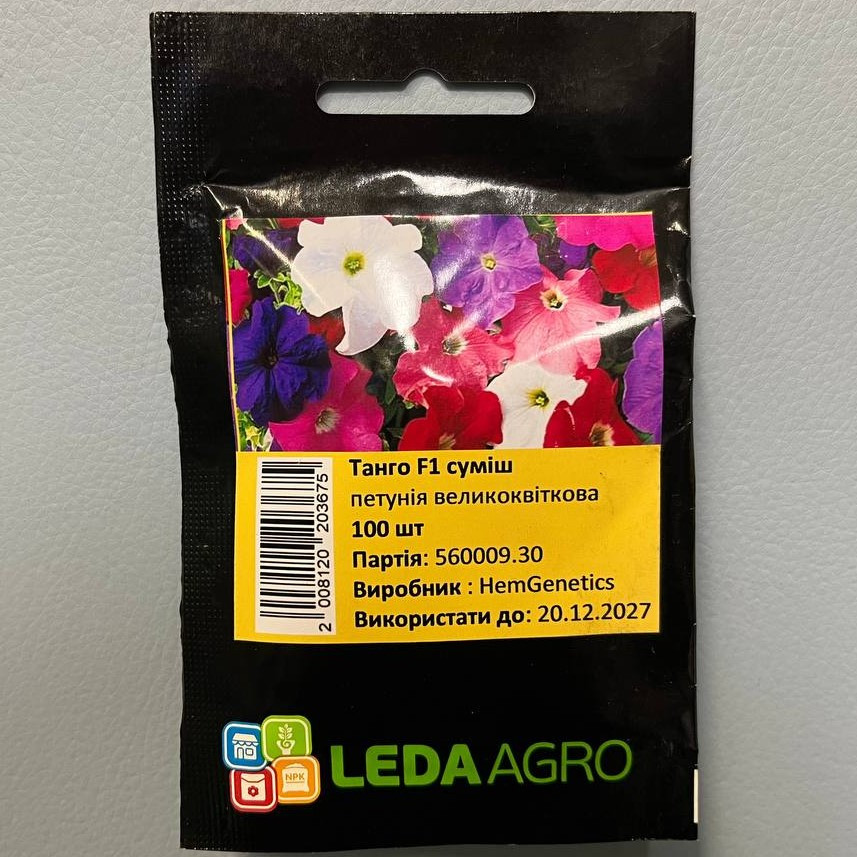 Танго F1 суміш
петунія великоквіткова
100 шт
Партія: 560009.30
Виробник : HemGenetics
Використати до: 20.12.2027
2 008120 203675
NPK
LEDA AGRO